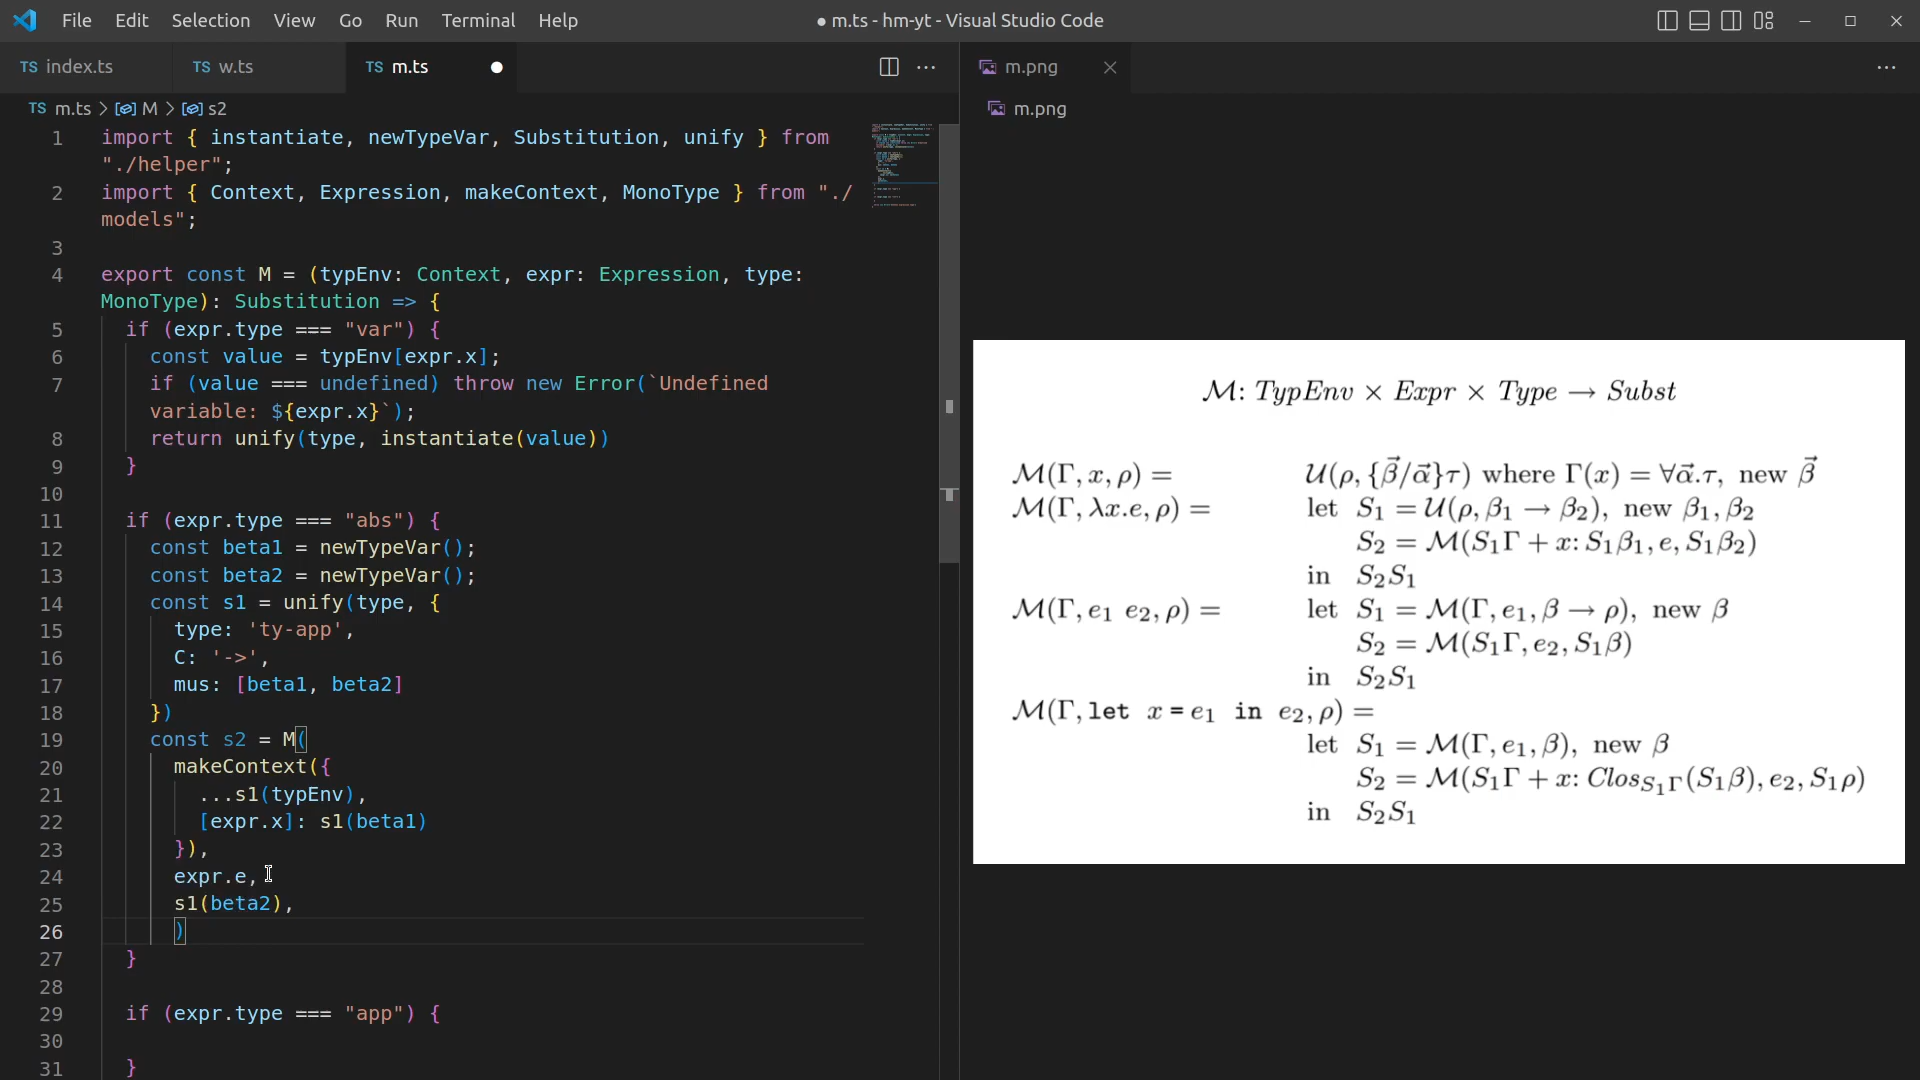 File Edit Selection View Go Run Terminal Help
● m.ts - hm-yt - Visual Studio Code
TS index.ts
TS w.ts
TS m.ts ●
TS m.ts > M > s2
1 import { instantiate, newTypeVar, Substitution, unify } from
"./helper";
2 import { Context, Expression, makeContext, MonoType } from "./
models";
3
4 export const M = (typEnv: Context, expr: Expression, type:
MonoType): Substitution => {
5 if (expr.type === "var") {
6 const value = typEnv[expr.x];
7 if (value === undefined) throw new Error(`Undefined
variable: ${expr.x}`);
8 return unify(type, instantiate(value))
9 }
10
11 if (expr.type === "abs") {
12 const beta1 = newTypeVar();
13 const beta2 = newTypeVar();
14 const s1 = unify(type, {
15 type: 'ty-app',
16 C: '->',
17 mus: [beta1, beta2]
18 })
19 const s2 = M(
20 makeContext({
21 ...s1(typEnv),
22 [expr.x]: s1(beta1)
23 }),
24 expr.e,
25 s1(beta2),
26 )
27 }
28
29 if (expr.type === "app") {
30
31 }
m.png
m.png
ℳ: TypEnv × Expr × Type → Subst
ℳ(Γ, x, ρ) = 𝒰(ρ, {β⃗/α⃗}τ) where Γ(x) = ∀α⃗.τ, new β⃗
ℳ(Γ, λx.e, ρ) = let S₁ = 𝒰(ρ, β₁ → β₂), new β₁, β₂
S₂ = ℳ(S₁Γ + x: S₁β₁, e, S₁β₂)
in S₂S₁
ℳ(Γ, e₁ e₂, ρ) = let S₁ = ℳ(Γ, e₁, β → ρ), new β
S₂ = ℳ(S₁Γ, e₂, S₁β)
in S₂S₁
ℳ(Γ, let x = e₁ in e₂, ρ) =
let S₁ = ℳ(Γ, e₁, β), new β
S₂ = ℳ(S₁Γ + x: Clos_{S₁Γ}(S₁β), e₂, S₁ρ)
in S₂S₁